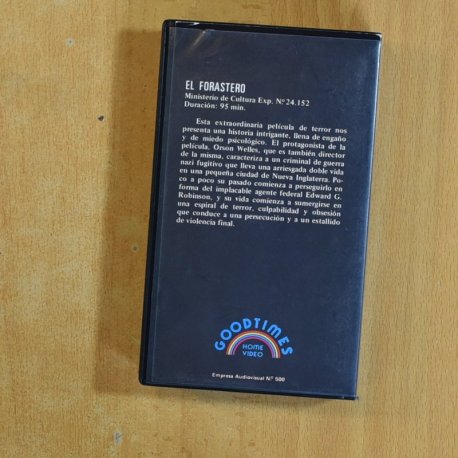 EL FORASTERO
Ministerio de Cultura Exp. Nº 24.152
Duración: 95 min.
Esta extraordinaria película de terror nos
presenta una historia intrigante, llena de engaño
y de miedo psicológico. El protagonista de la
película, Orson Welles, que es también director
de la misma, caracteriza a un criminal de guerra
nazi fugitivo que lleva una arriesgada doble vida
en una pequeña ciudad de Nueva Inglaterra. Po-
co a poco su pasado comienza a perseguirlo en
forma del implacable agente federal Edward G.
Robinson, y su vida comienza a sumergirse en
una espiral de terror, culpabilidad y obsesión
que conduce a una persecución y a un estallido
de violencia final.
GOODTIMES
HOME
VIDEO
Empresa Audiovisual Nº 500